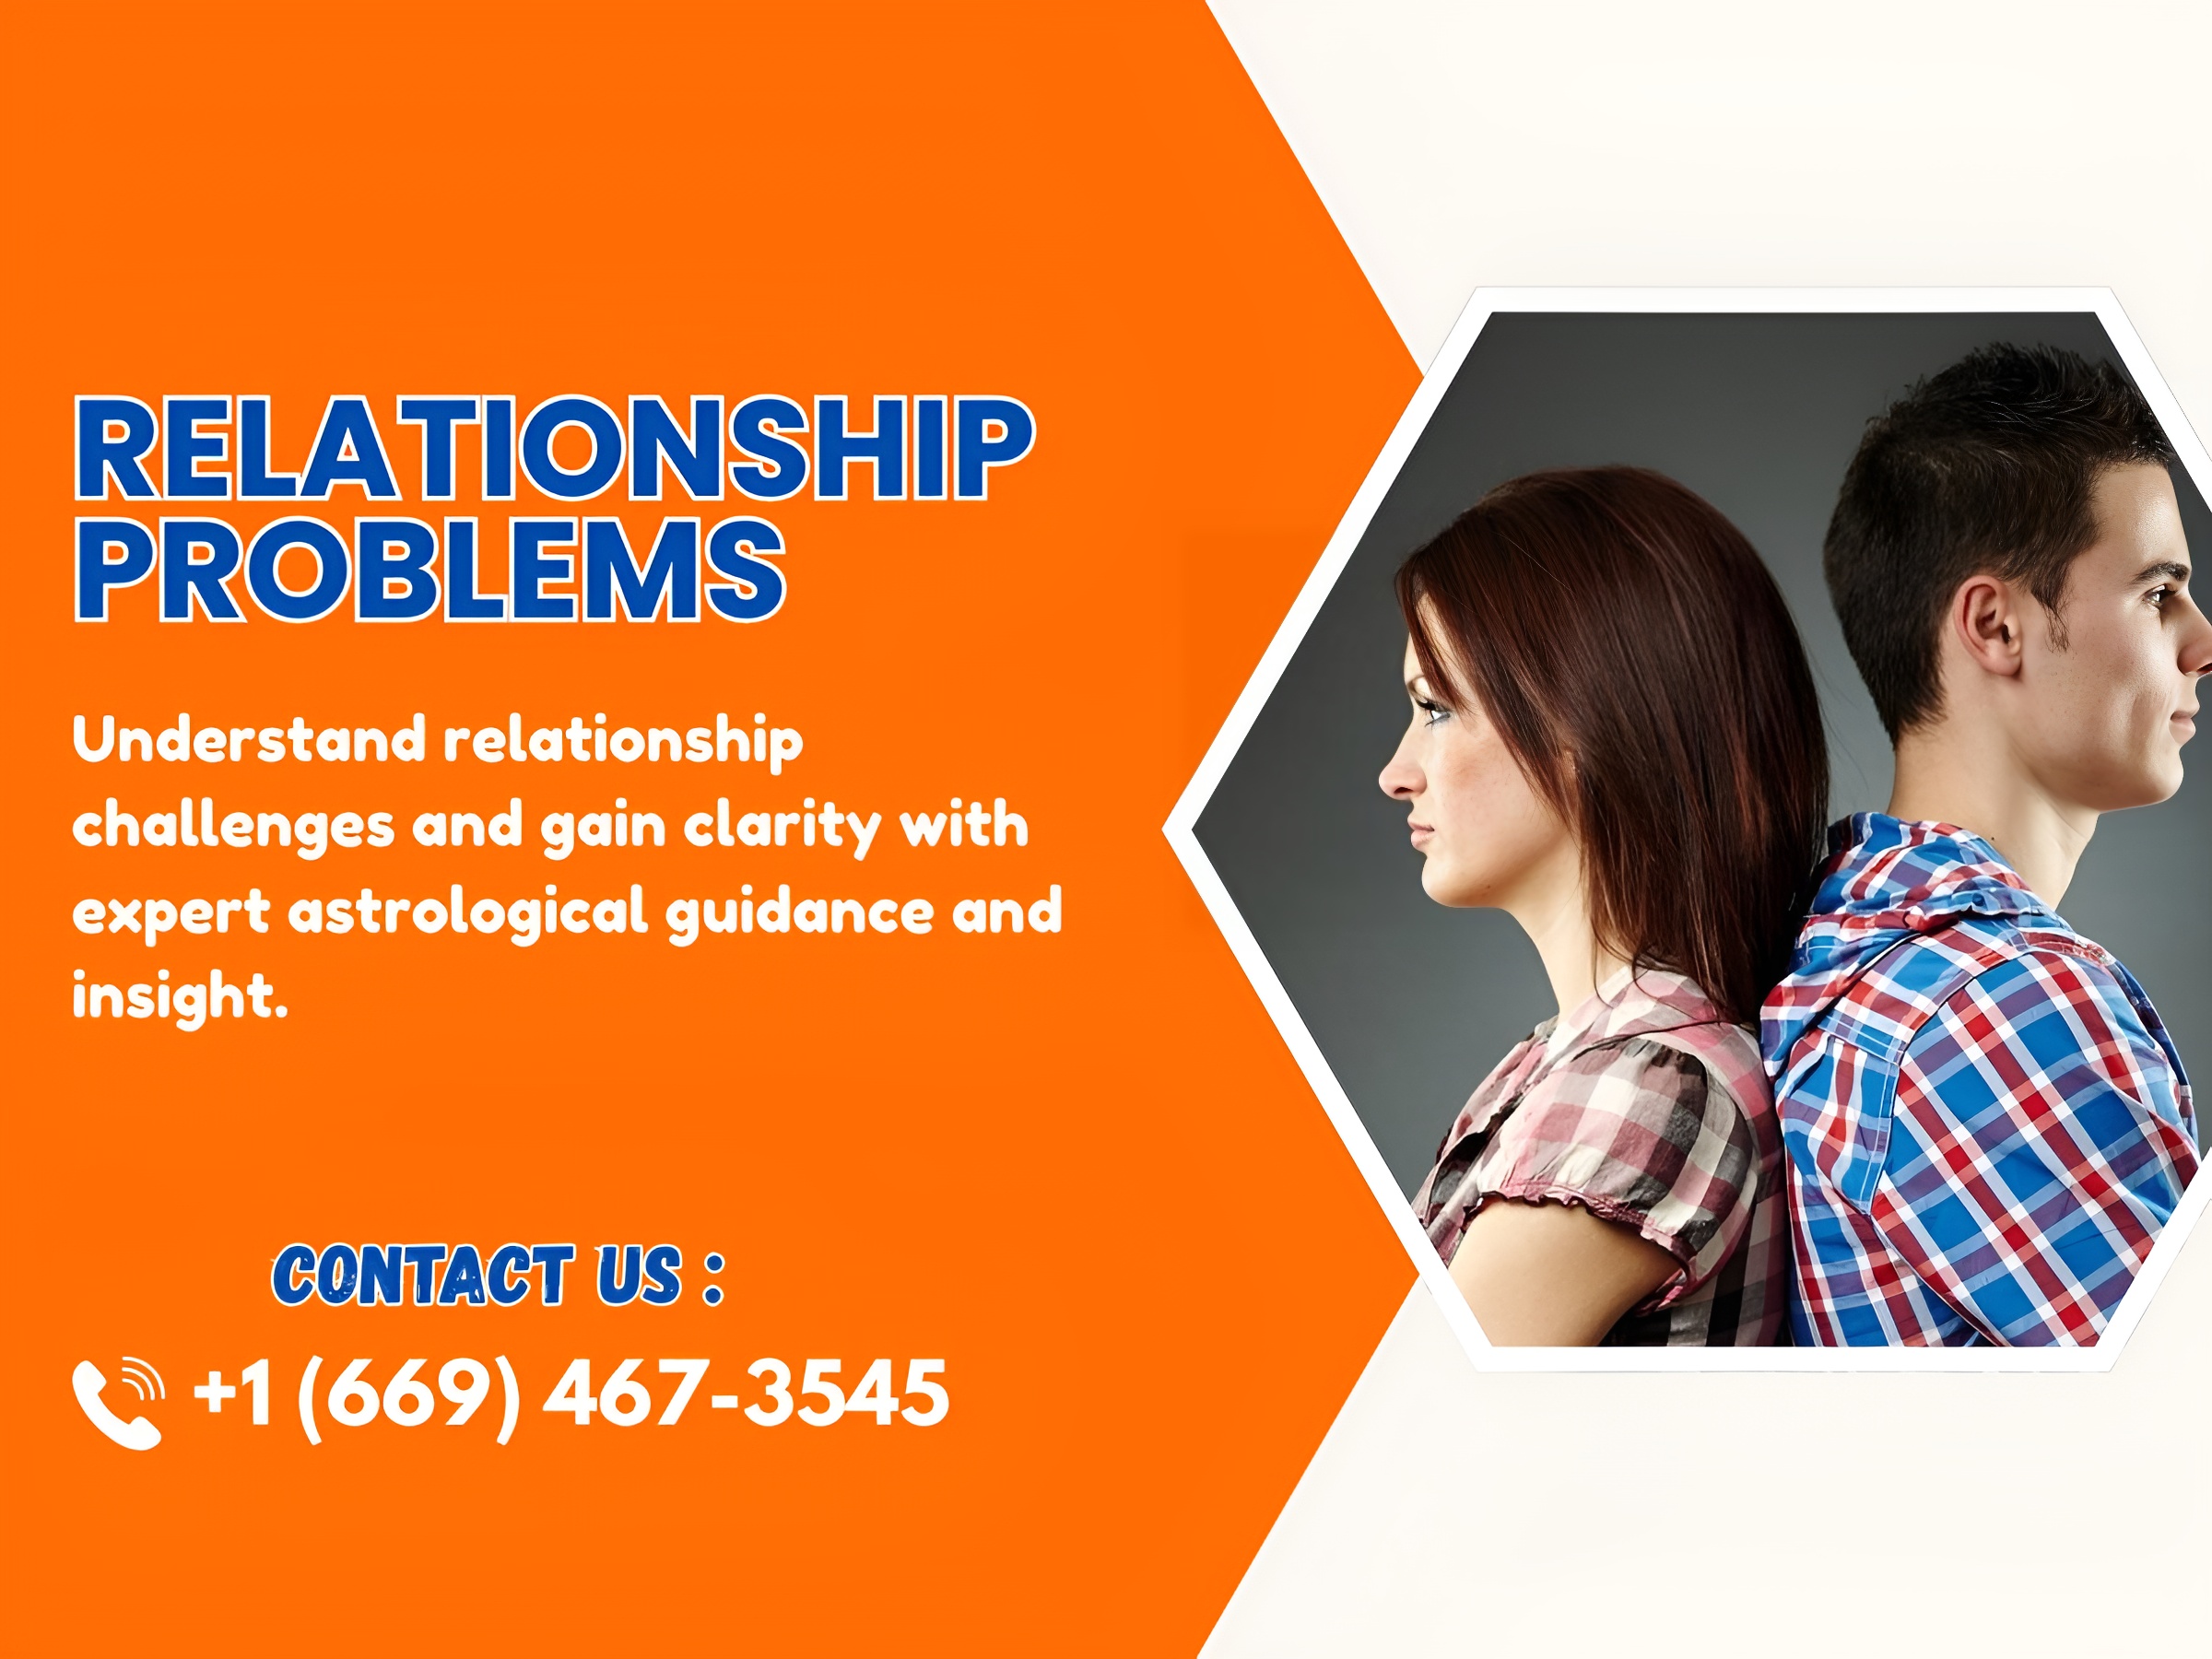 RELATIONSHIP
PROBLEMS
Understand relationship
challenges and gain clarity with
expert astrological guidance and
insight.
CONTACT US :
+1 (669) 467-3545